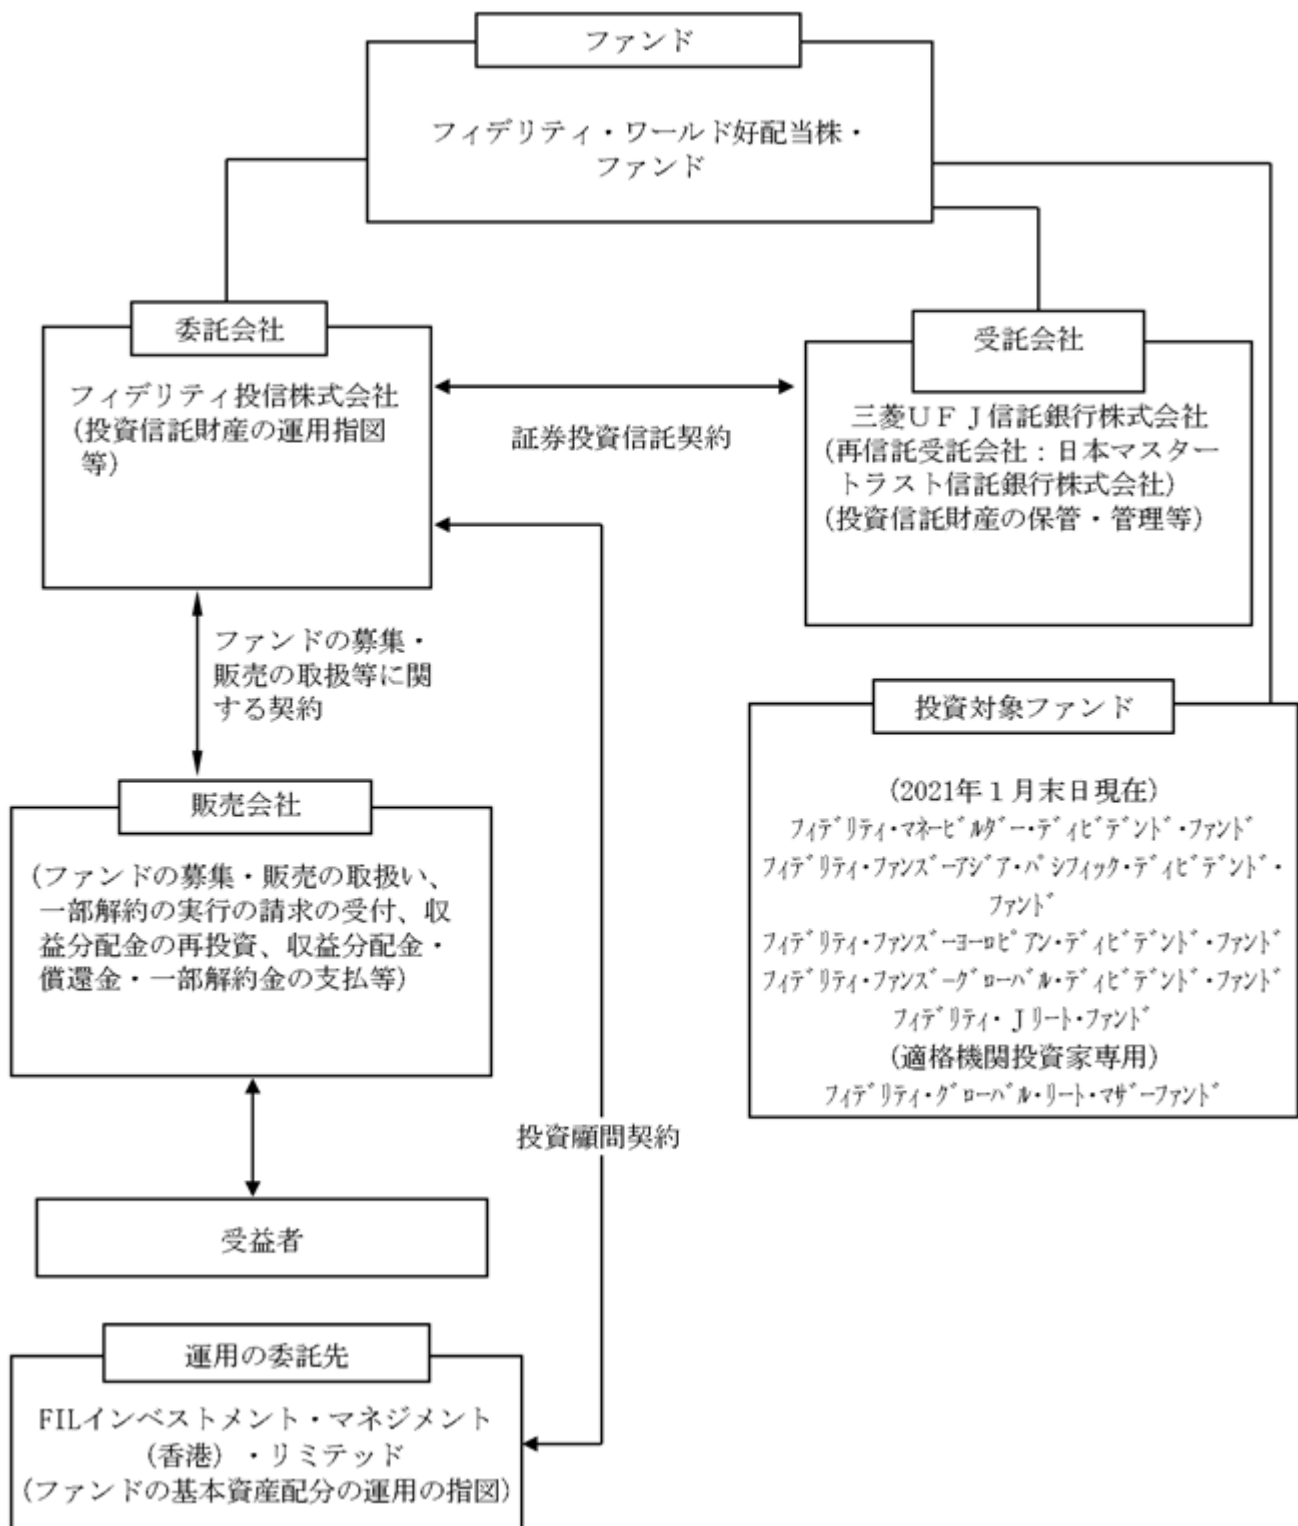 ファンド
フィデリティ・ワールド好配当株・
ファンド
委託会社
フィデリティ投信株式会社
(投資信託財産の運用指図
等)
証券投資信託契約
受託会社
三菱ＵＦＪ信託銀行株式会社
(再信託受託会社：日本マスター
トラスト信託銀行株式会社)
(投資信託財産の保管・管理等)
ファンドの募集・
販売の取扱等に関
する契約
投資対象ファンド
(2021年１月末日現在)
ﾌｨﾃﾞﾘﾃｨ・ﾏﾈｰﾋﾞﾙﾀﾞｰ・ﾃﾞｨﾋﾞﾃﾞﾝﾄﾞ・ﾌｧﾝﾄﾞ
ﾌｨﾃﾞﾘﾃｨ・ﾌｧﾝｽﾞｰｱｼﾞｱ・ﾊﾟｼﾌｨｯｸ・ﾃﾞｨﾋﾞﾃﾞﾝﾄﾞ・
ﾌｧﾝﾄﾞ
ﾌｨﾃﾞﾘﾃｨ・ﾌｧﾝｽﾞｰﾖｰﾛﾋﾟｱﾝ・ﾃﾞｨﾋﾞﾃﾞﾝﾄﾞ・ﾌｧﾝﾄﾞ
ﾌｨﾃﾞﾘﾃｨ・ﾌｧﾝｽﾞｰｸﾞﾛｰﾊﾞﾙ・ﾃﾞｨﾋﾞﾃﾞﾝﾄﾞ・ﾌｧﾝﾄﾞ
ﾌｨﾃﾞﾘﾃｨ・Ｊﾘｰﾄ・ﾌｧﾝﾄﾞ
(適格機関投資家専用)
ﾌｨﾃﾞﾘﾃｨ・ｸﾞﾛｰﾊﾞﾙ・ﾘｰﾄ・ﾏｻﾞｰﾌｧﾝﾄﾞ
販売会社
(ファンドの募集・販売の取扱い、
一部解約の実行の請求の受付、収
益分配金の再投資、収益分配金・
償還金・一部解約金の支払等)
投資顧問契約
受益者
運用の委託先
FILインベストメント・マネジメント
(香港)・リミテッド
(ファンドの基本資産配分の運用の指図)